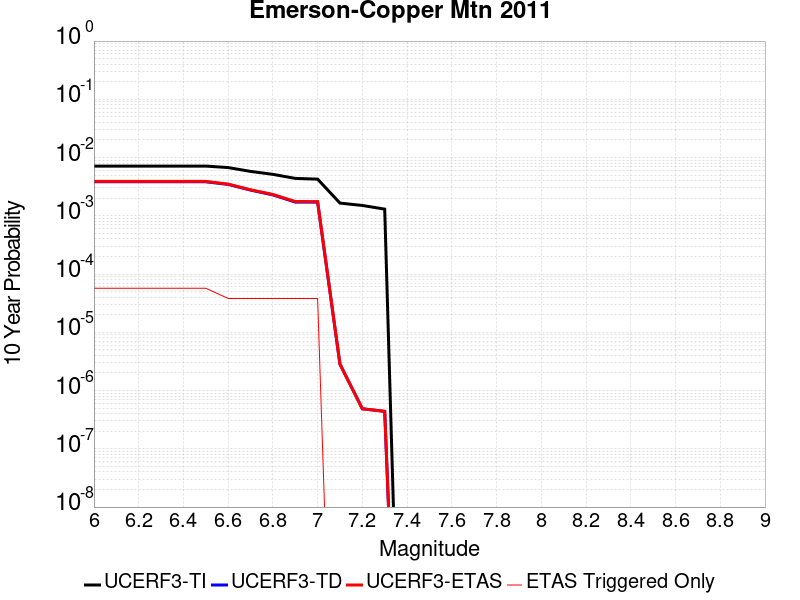 Emerson-Copper Mtn 2011
10 Year Probability
10^0
10^-1
10^-2
10^-3
10^-4
10^-5
10^-6
10^-7
10^-8
6 6.2 6.4 6.6 6.8 7 7.2 7.4 7.6 7.8 8 8.2 8.4 8.6 8.8 9
Magnitude
UCERF3-TI UCERF3-TD UCERF3-ETAS ETAS Triggered Only